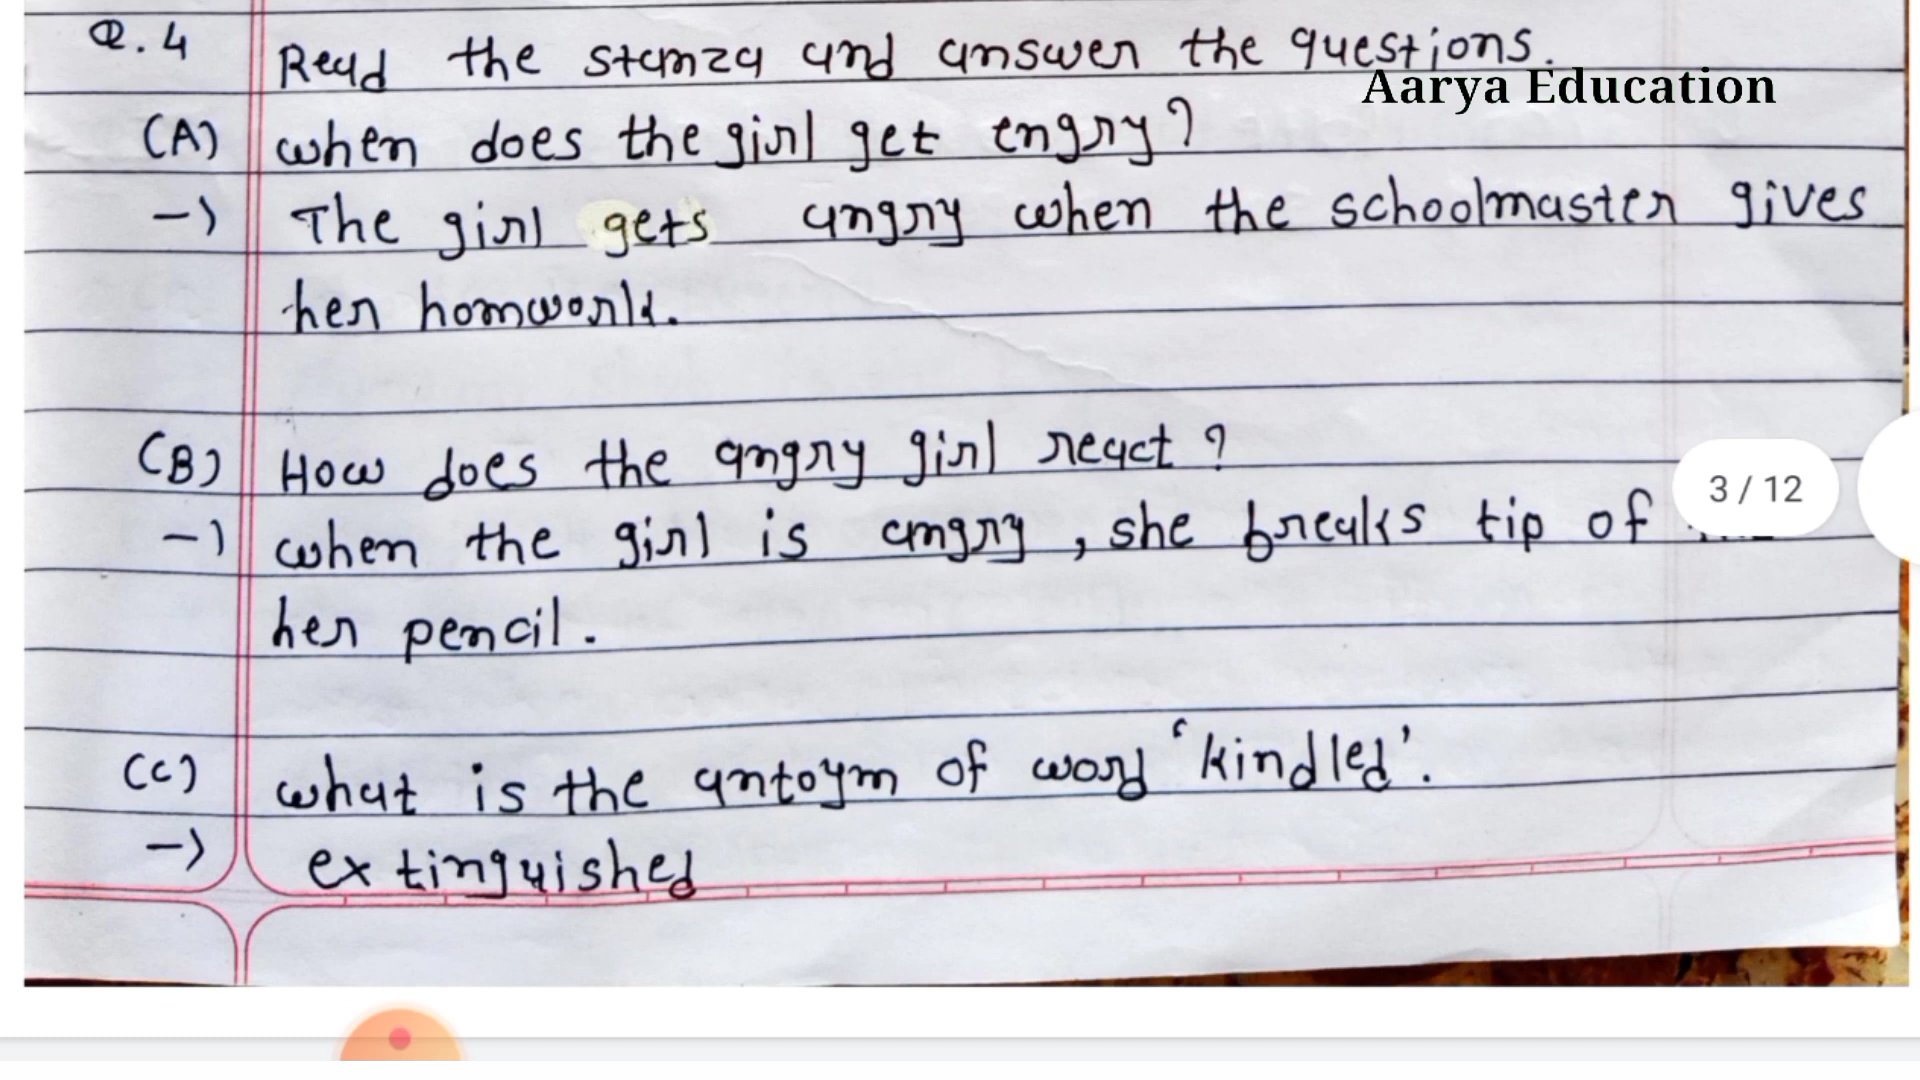 Q.4 Read the stamza and answer the questions.
Aarya Education
(A) when does the girl get engry?
-> The girl gets angry when the schoolmaster gives
her homwork.
(B) How does the angry girl react?
-> when the girl is angry, she breaks tip of
her pencil.
3 / 12
(C) what is the antoym of word 'kindled'.
-> extinguished